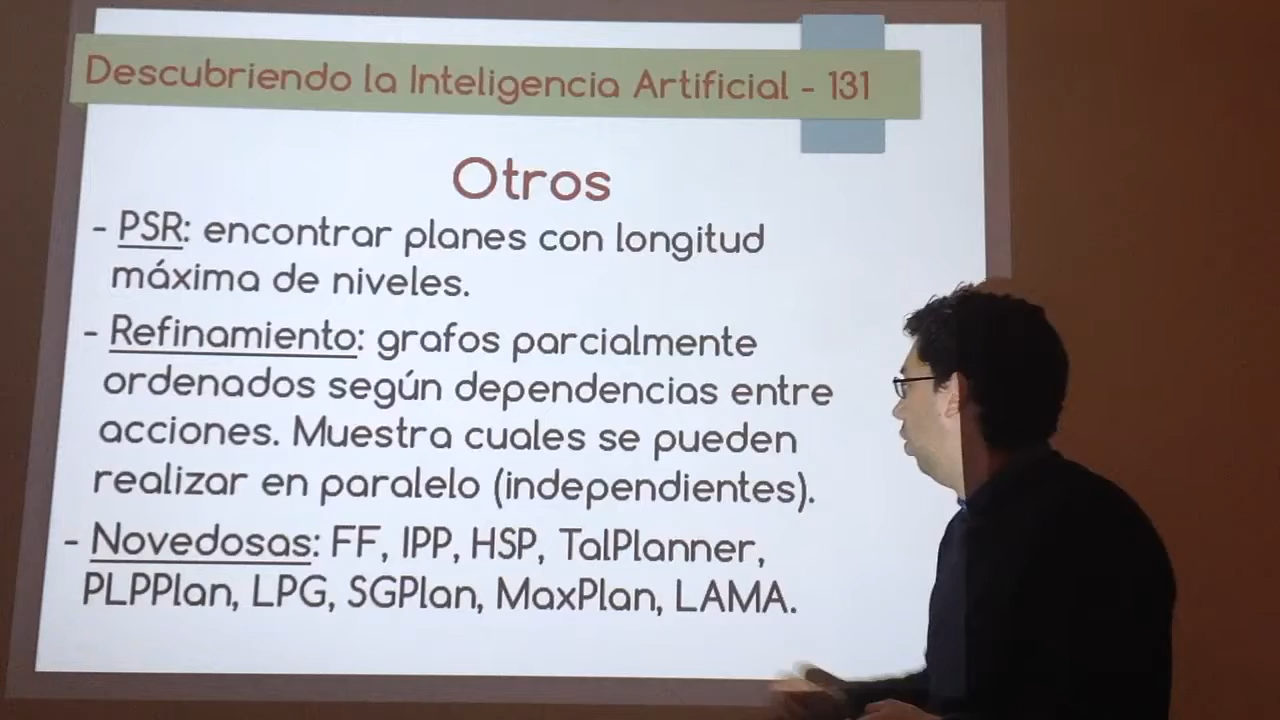 Descubriendo la Inteligencia Artificial - 131
Otros
- PSR: encontrar planes con longitud
máxima de niveles.
- Refinamiento: grafos parcialmente
ordenados según dependencias entre
acciones. Muestra cuales se pueden
realizar en paralelo (independientes).
- Novedosas: FF, IPP, HSP, TalPlanner,
PLPPlan, LPG, SGPlan, MaxPlan, LAMA.